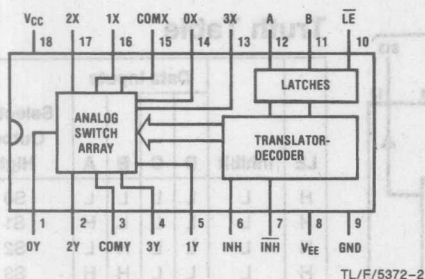 VCC 2X 1X COMX 0X 3X A B LE
18 17 16 15 14 13 12 11 10
LATCHES
ANALOG
SWITCH
ARRAY
TRANSLATOR-
DECODER
1 2 3 4 5 6 7 8 9
0Y 2Y COMY 3Y 1Y INH INH VEE GND
TL/F/5372-2